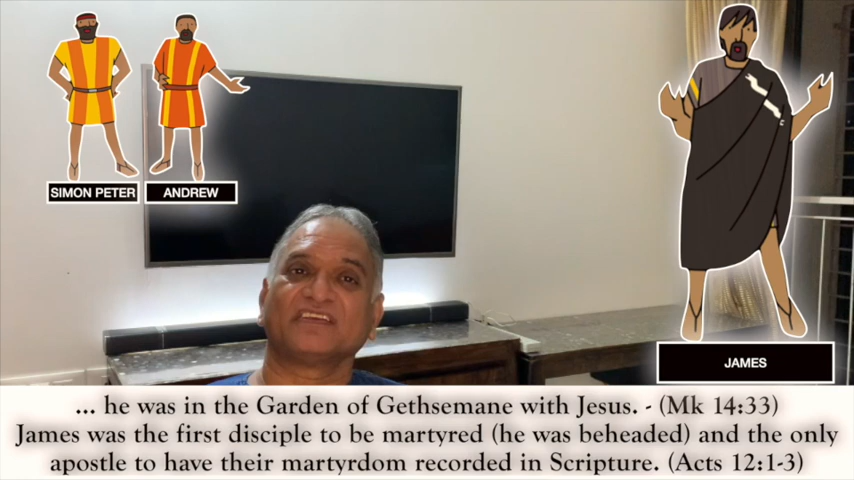 SIMON PETER
ANDREW
JAMES
... he was in the Garden of Gethsemane with Jesus. - (Mk 14:33)
James was the first disciple to be martyred (he was beheaded) and the only
apostle to have their martyrdom recorded in Scripture. (Acts 12:1-3)